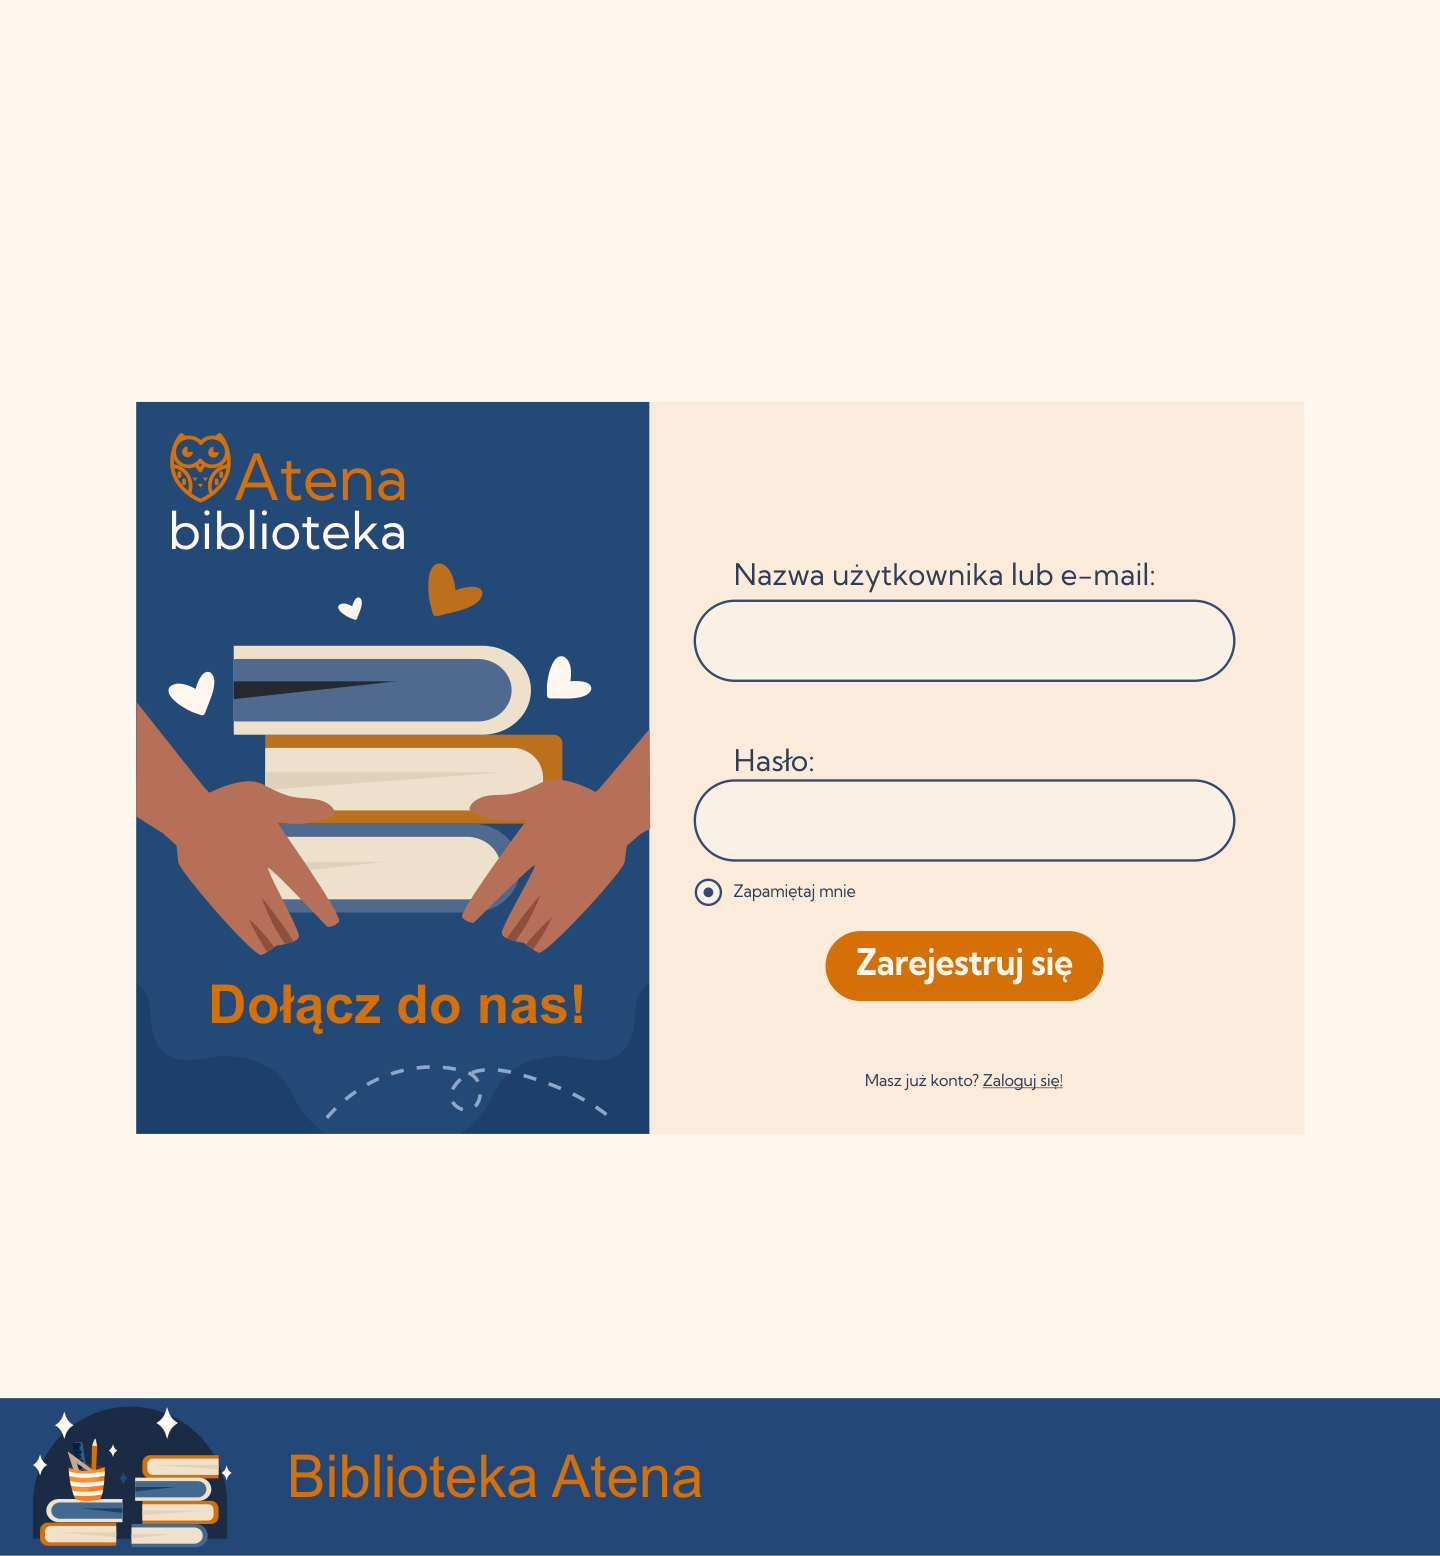 Atena
biblioteka
Dołącz do nas!
Nazwa użytkownika lub e-mail:
Hasło:
Zapamiętaj mnie
Zarejestruj się
Masz już konto? Zaloguj się!
Biblioteka Atena